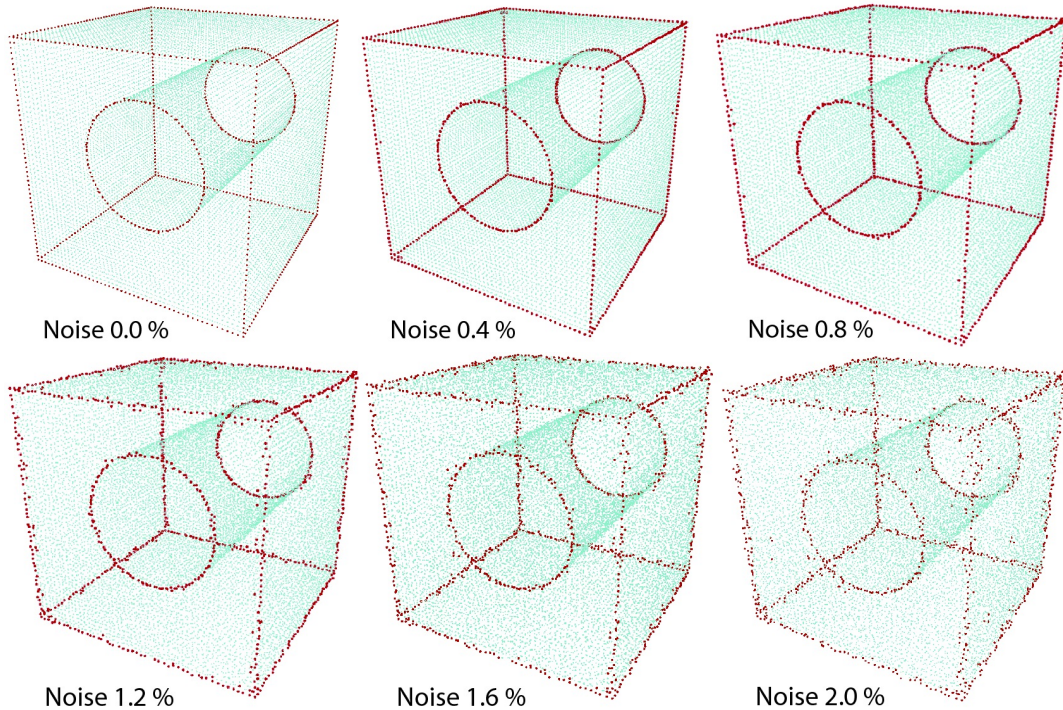 Noise 0.0 %
Noise 0.4 %
Noise 0.8 %
Noise 1.2 %
Noise 1.6 %
Noise 2.0 %